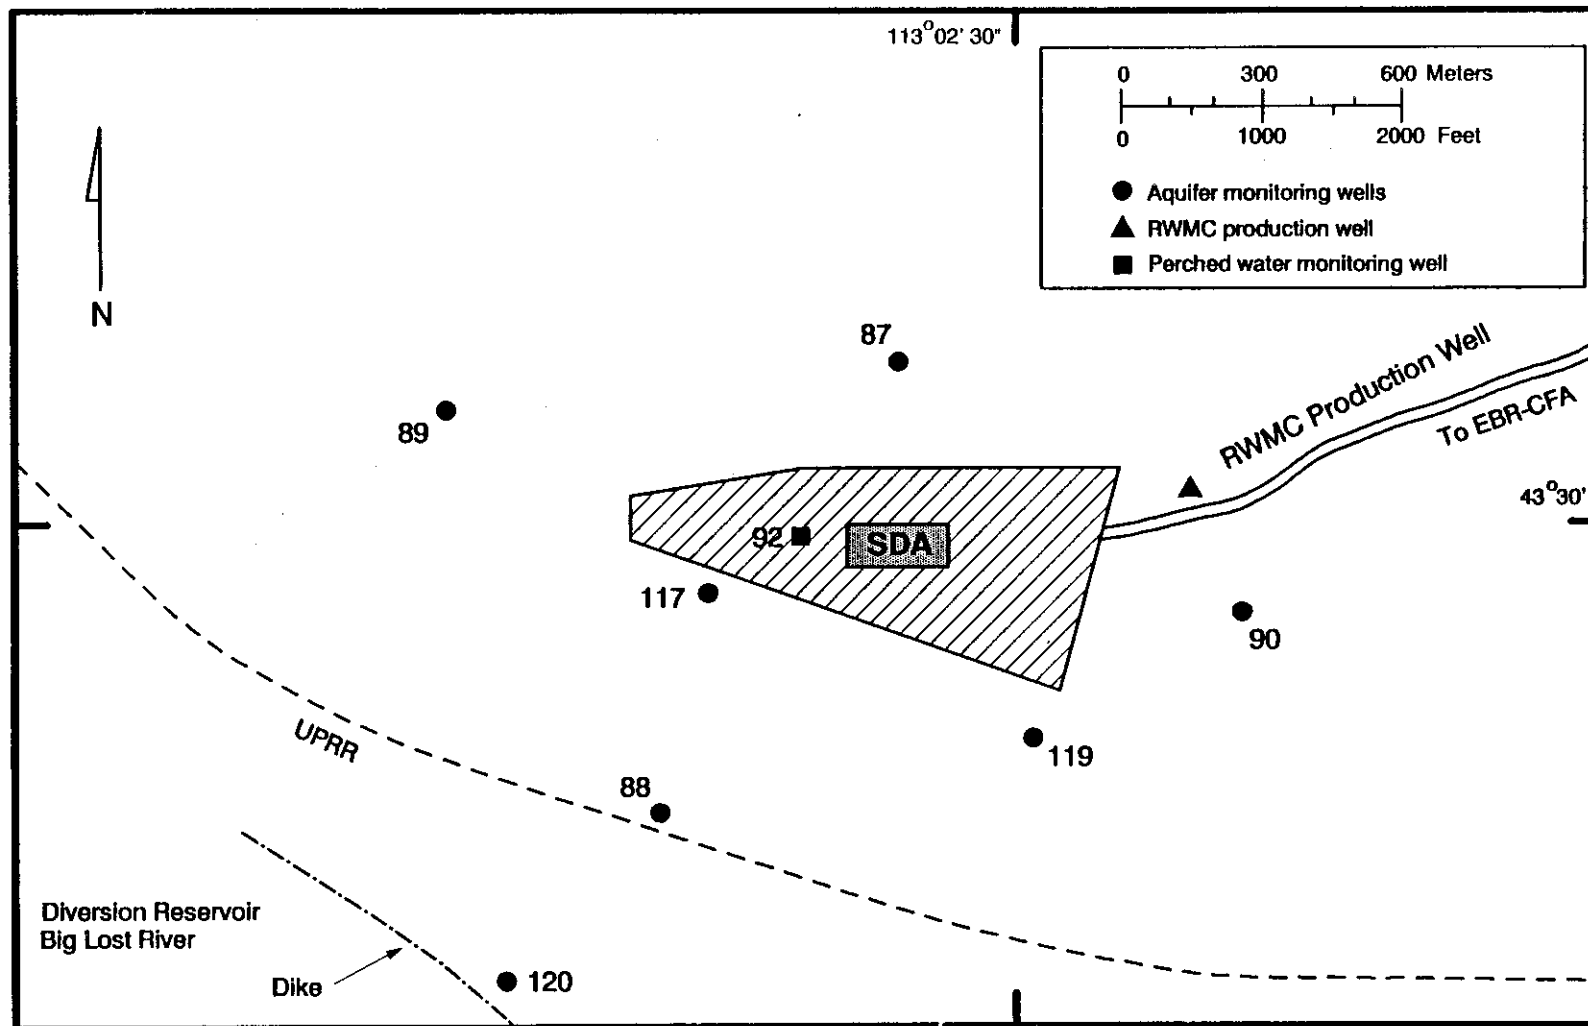 113°02' 30"
0 300 600 Meters
0 1000 2000 Feet
Aquifer monitoring wells
RWMC production well
Perched water monitoring well
N
87
89
RWMC Production Well
To EBR-CFA
43°30'
92
SDA
117
90
119
UPRR
88
Diversion Reservoir
Big Lost River
Dike
120